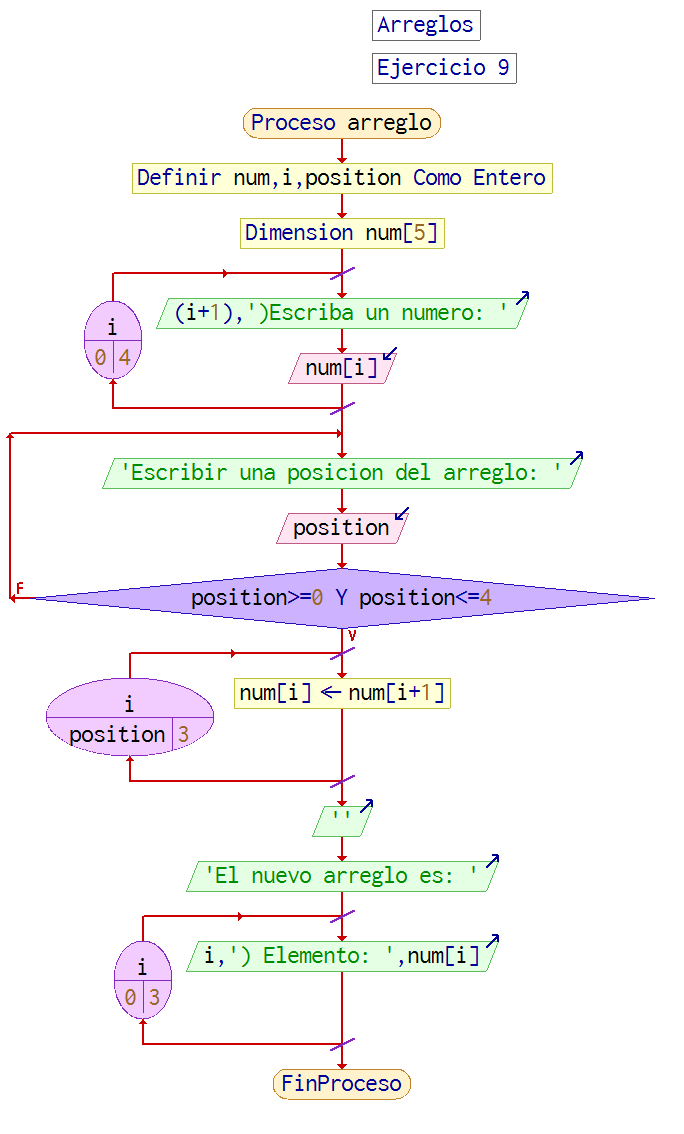 Arreglos
Ejercicio 9
Proceso arreglo
Definir num,i,position Como Entero
Dimension num[5]
(i+1),')Escriba un numero: '
i
0 4
num[i]
'Escribir una posicion del arreglo: '
position
F
position>=0 Y position<=4
V
i
position 3
num[i] ← num[i+1]
''
'El nuevo arreglo es: '
i,') Elemento: ',num[i]
i
0 3
FinProceso